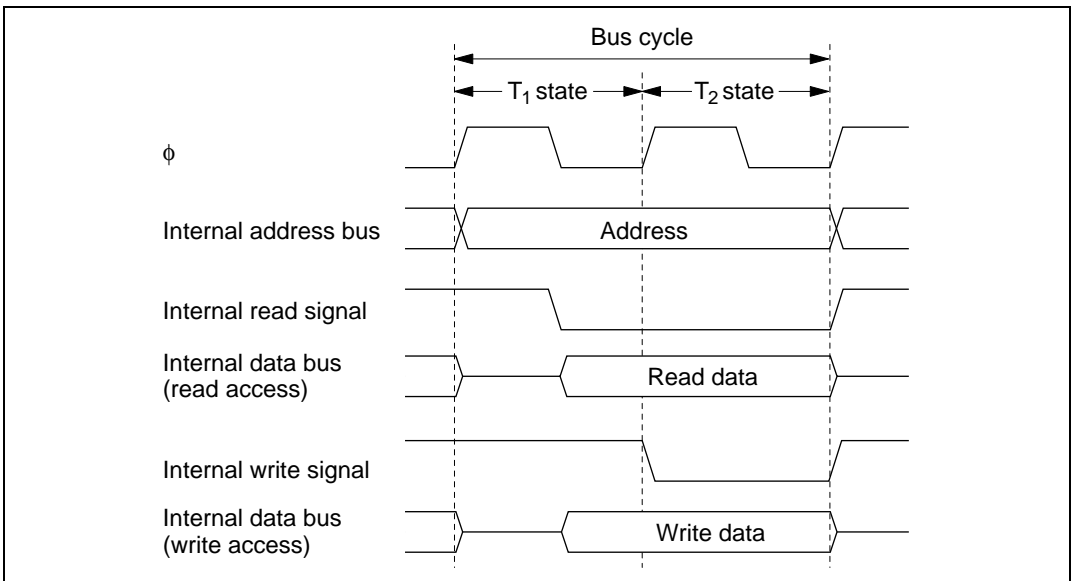 Bus cycle
T₁ state
T₂ state
ϕ
Internal address bus
Address
Internal read signal
Internal data bus
(read access)
Read data
Internal write signal
Internal data bus
(write access)
Write data